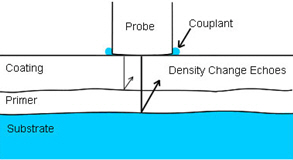 Probe
Couplant
Coating
Density Change Echoes
Primer
Substrate